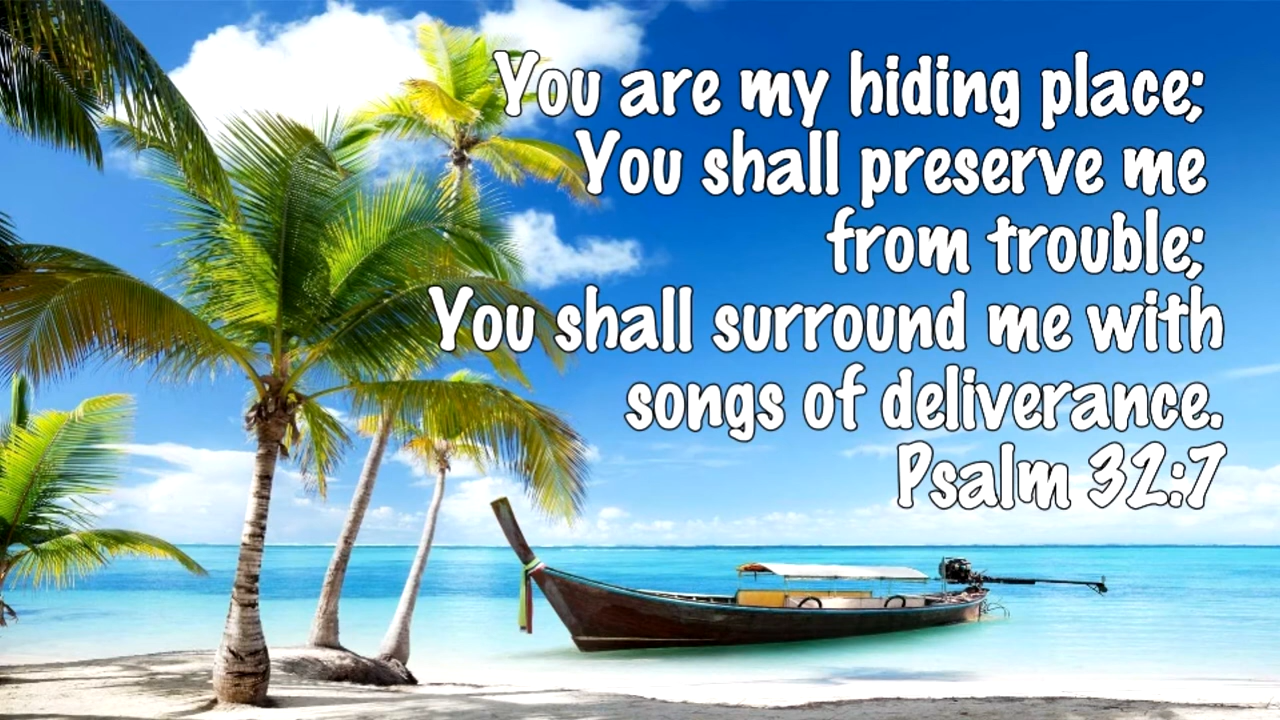 You are my hiding place;
You shall preserve me
from trouble;
You shall surround me with
songs of deliverance.
Psalm 32:7